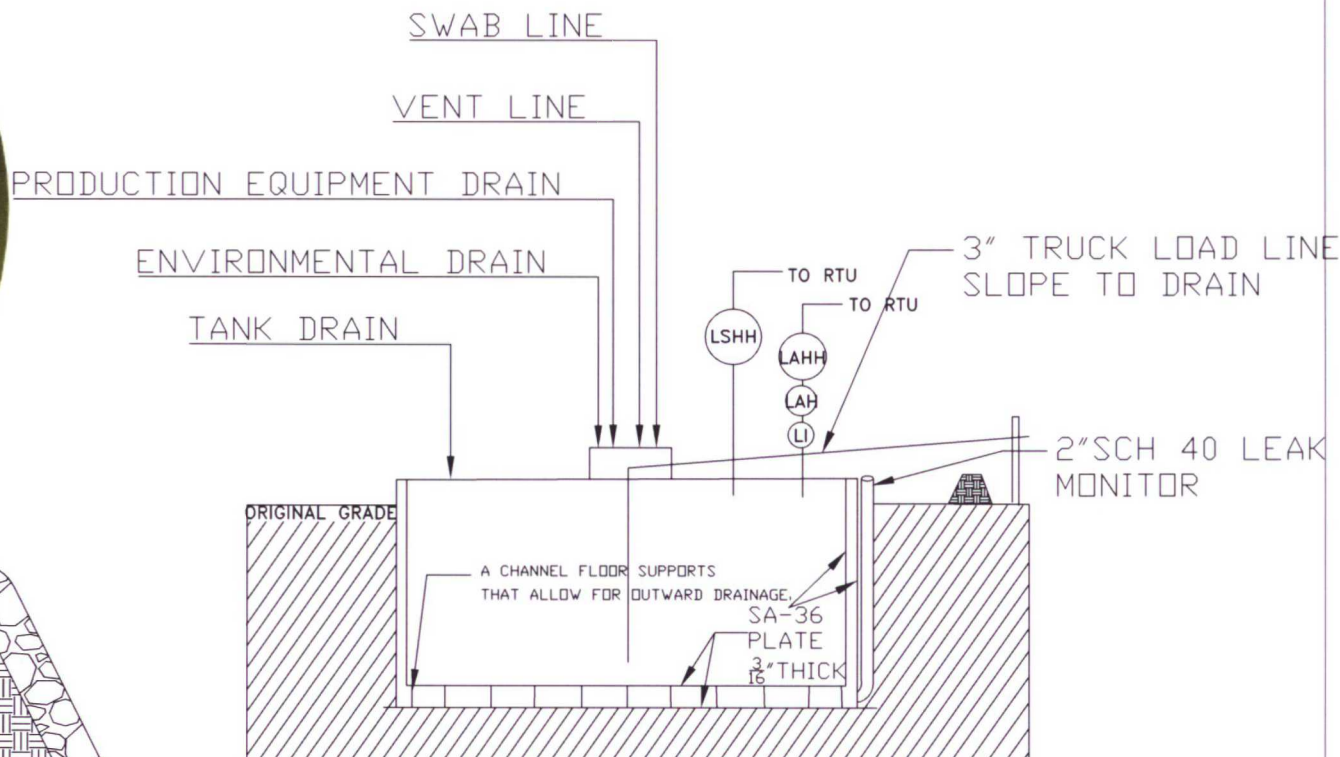 SWAB LINE
VENT LINE
PRODUCTION EQUIPMENT DRAIN
ENVIRONMENTAL DRAIN
TANK DRAIN
TO RTU
TO RTU
3" TRUCK LOAD LINE
SLOPE TO DRAIN
LSHH
LAHH
LAH
LI
2"SCH 40 LEAK
MONITOR
ORIGINAL GRADE
A CHANNEL FLOOR SUPPORTS
THAT ALLOW FOR OUTWARD DRAINAGE.
SA-36
PLATE
3/16"THICK